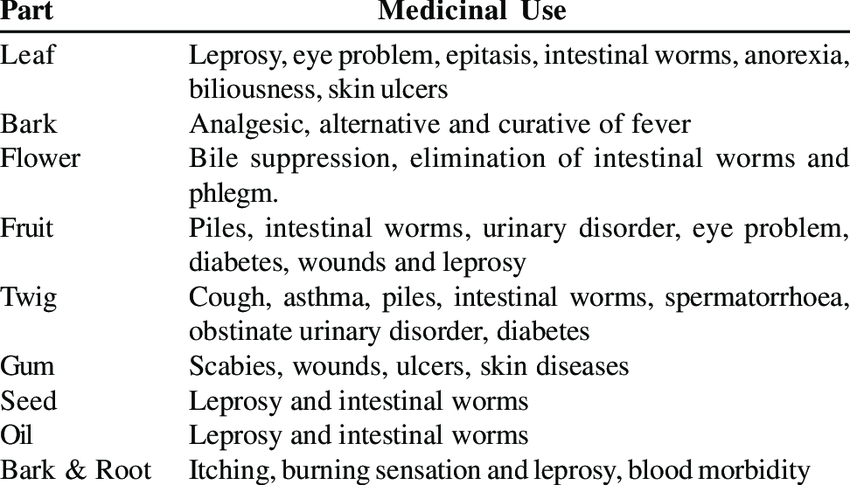 Part Medicinal Use
Leaf Leprosy, eye problem, epitasis, intestinal worms, anorexia,
biliousness, skin ulcers
Bark Analgesic, alternative and curative of fever
Flower Bile suppression, elimination of intestinal worms and
phlegm.
Fruit Piles, intestinal worms, urinary disorder, eye problem,
diabetes, wounds and leprosy
Twig Cough, asthma, piles, intestinal worms, spermatorrhoea,
obstinate urinary disorder, diabetes
Gum Scabies, wounds, ulcers, skin diseases
Seed Leprosy and intestinal worms
Oil Leprosy and intestinal worms
Bark & Root Itching, burning sensation and leprosy, blood morbidity